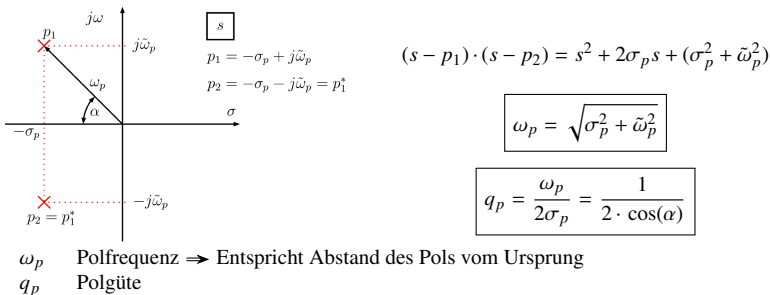 jω
s
p₁
jω̃ₚ
p₁ = −σₚ + jω̃ₚ
p₂ = −σₚ − jω̃ₚ = p₁*
ωₚ
α
σ
−σₚ
−jω̃ₚ
p₂ = p₁*
(s − p₁)·(s − p₂) = s² + 2σₚs + (σₚ² + ω̃ₚ²)
ωₚ = √(σₚ² + ω̃ₚ²)
qₚ = ωₚ / 2σₚ = 1 / 2 · cos(α)
ωₚ Polfrequenz ⇒ Entspricht Abstand des Pols vom Ursprung
qₚ Polgüte